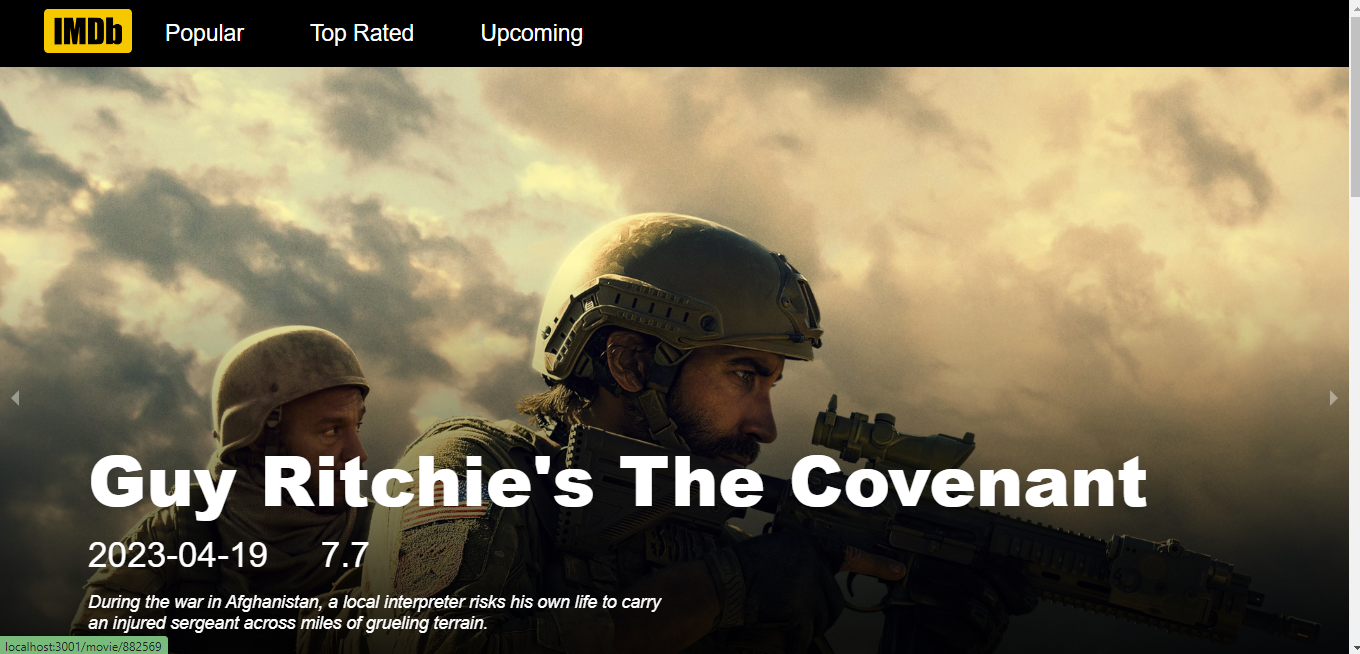 IMDb Popular Top Rated Upcoming
Guy Ritchie's The Covenant
2023-04-19 7.7
During the war in Afghanistan, a local interpreter risks his own life to carry
an injured sergeant across miles of grueling terrain.
localhost:3001/movie/882569